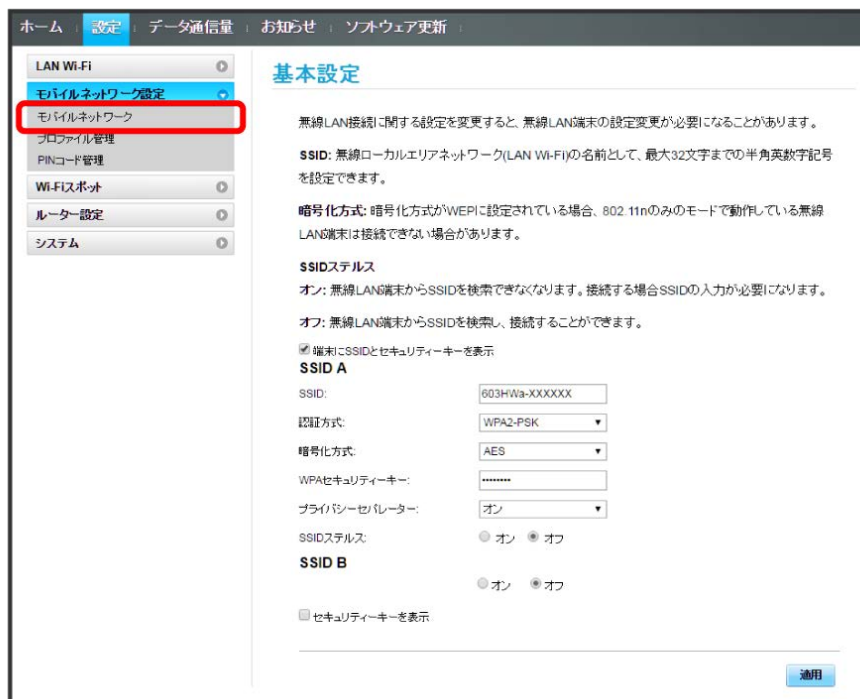 ホーム 設定 データ通信量 お知らせ ソフトウェア更新
LAN Wi-Fi
モバイルネットワーク設定
モバイルネットワーク
プロファイル管理
PINコード管理
Wi-Fiスポット
ルーター設定
システム
基本設定
無線LAN接続に関する設定を変更すると、無線LAN端末の設定変更が必要になることがあります。
SSID: 無線ローカルエリアネットワーク(LAN Wi-Fi)の名前として、最大32文字までの半角英数字記号
を設定できます。
暗号化方式: 暗号化方式がWEPに設定されている場合、802.11nのみのモードで動作している無線
LAN端末は接続できない場合があります。
SSIDステルス
オン: 無線LAN端末からSSIDを検索できなくなります。接続する場合SSIDの入力が必要になります。
オフ: 無線LAN端末からSSIDを検索し、接続することができます。
端末にSSIDとセキュリティーキーを表示
SSID A
SSID: 603HWa-XXXXXX
認証方式: WPA2-PSK
暗号化方式: AES
WPAセキュリティーキー: ••••••••
プライバシーセパレーター: オン
SSIDステルス: オン オフ
SSID B
オン オフ
セキュリティーキーを表示
適用